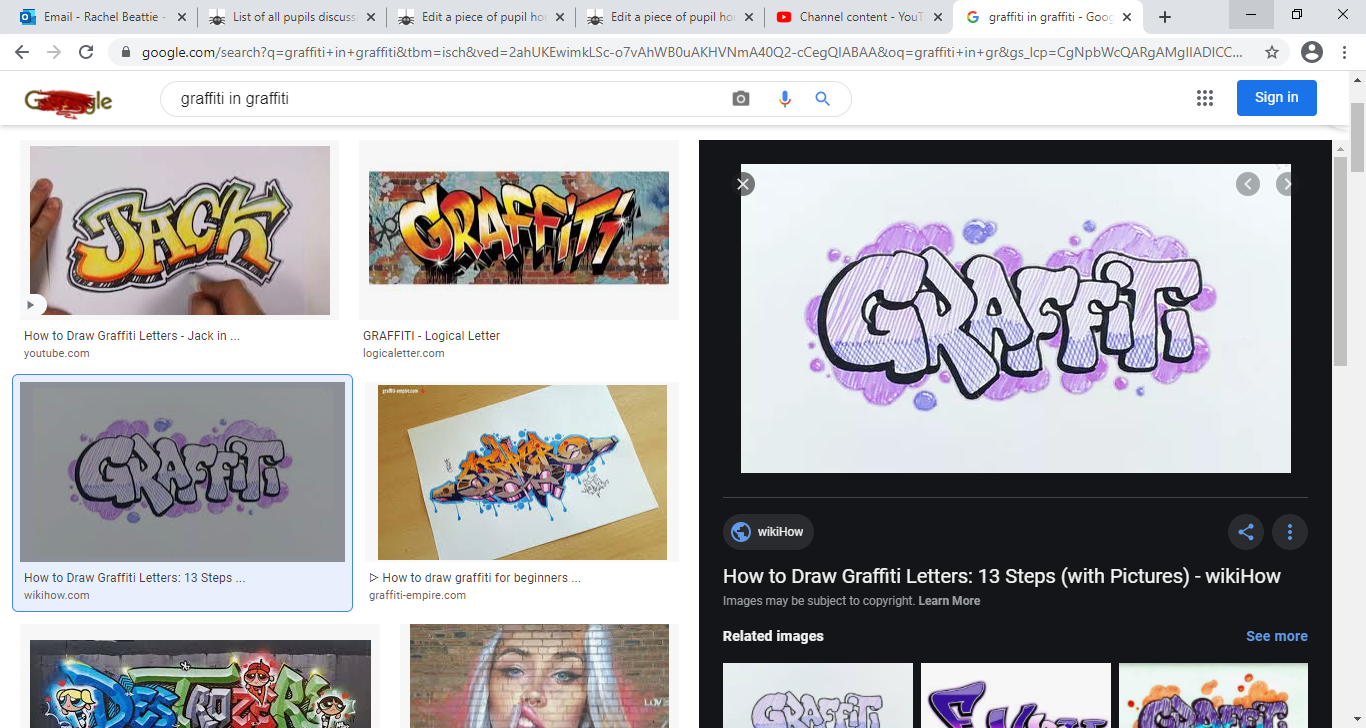 Email - Rachel Beattie -
List of all pupils discuss
Edit a piece of pupil ho
Edit a piece of pupil ho
Channel content - YouT
graffiti in graffiti - Goog
google.com/search?q=graffiti+in+graffiti&tbm=isch&ved=2ahUKEwimkLSc-o7vAhWB0uAKHVNmA40Q2-cCegQIABAA&oq=graffiti+in+gr&gs_lcp=CgNpbWcQARgAMgIIADICC...
graffiti in graffiti
Sign in
JACK
GRAFFiTi
How to Draw Graffiti Letters - Jack in ...
youtube.com
GRAFFITI - Logical Letter
logicaletter.com
GRAFFiTi
graffiti-empire.com
How to Draw Graffiti Letters: 13 Steps ...
wikihow.com
▷ How to draw graffiti for beginners ...
graffiti-empire.com
GRAFFiTi
wikiHow
How to Draw Graffiti Letters: 13 Steps (with Pictures) - wikiHow
Images may be subject to copyright. Learn More
Related images
See more
GRAFFiTi